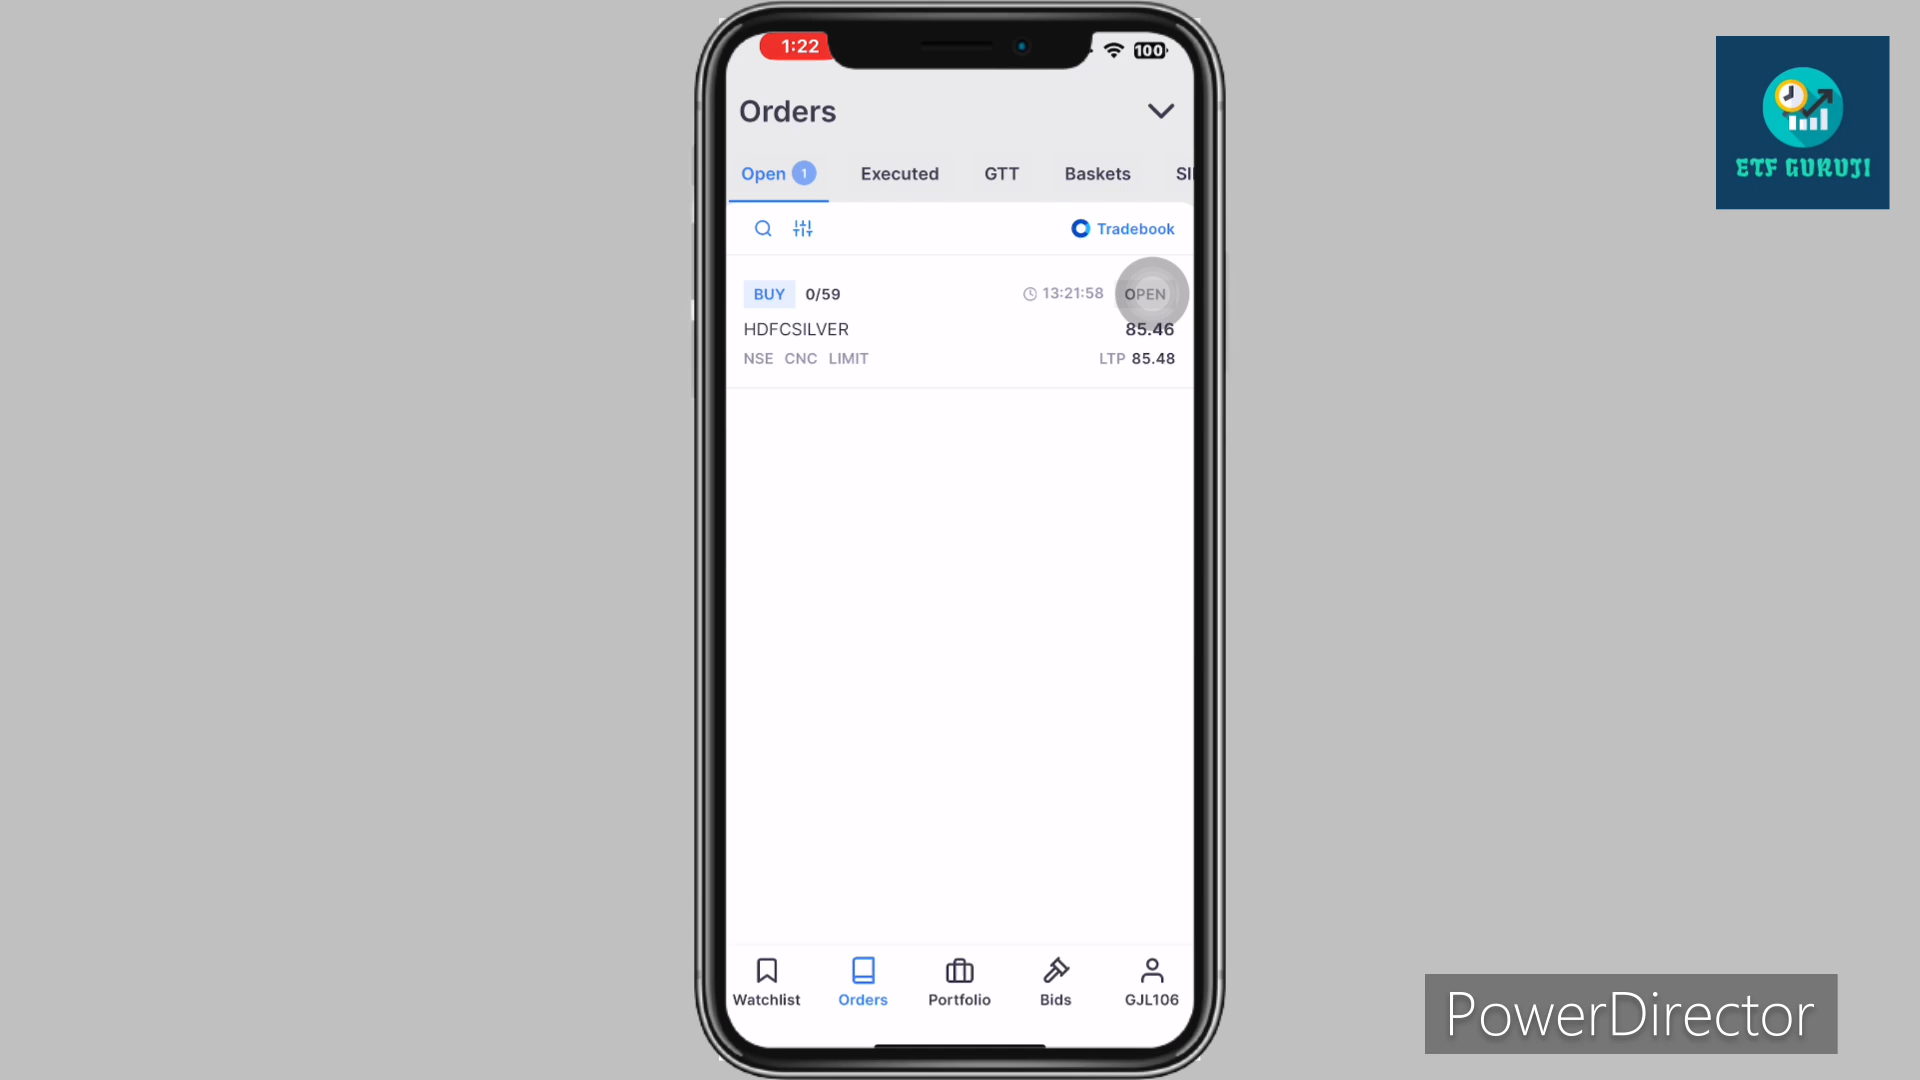 1:22
100
Orders
Open 1 Executed GTT Baskets SI
Tradebook
BUY 0/59 13:21:58 OPEN
HDFCSILVER 85.46
NSE CNC LIMIT LTP 85.48
Watchlist Orders Portfolio Bids GJL106
ETF GURUJI
PowerDirector